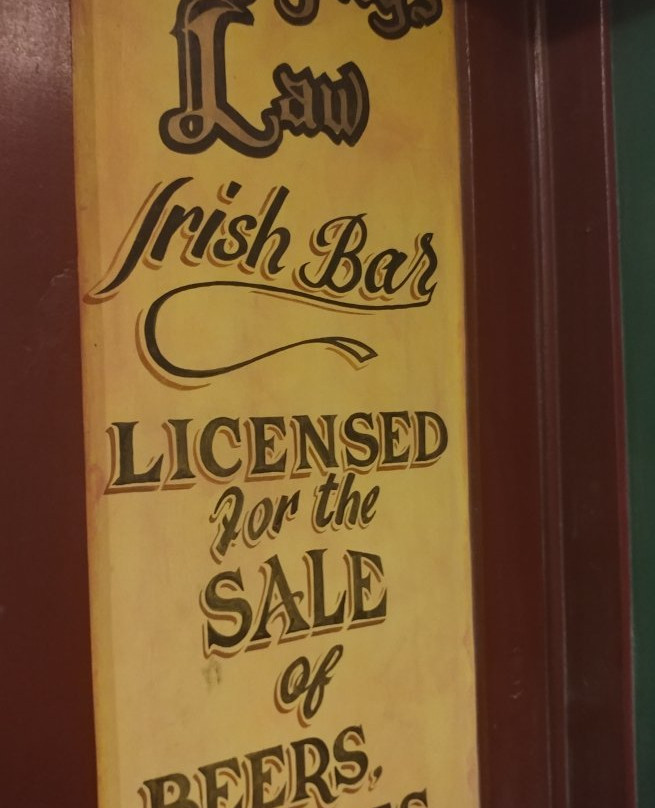 Law
Irish Bar
LICENSED
for the
SALE
of
BEERS,